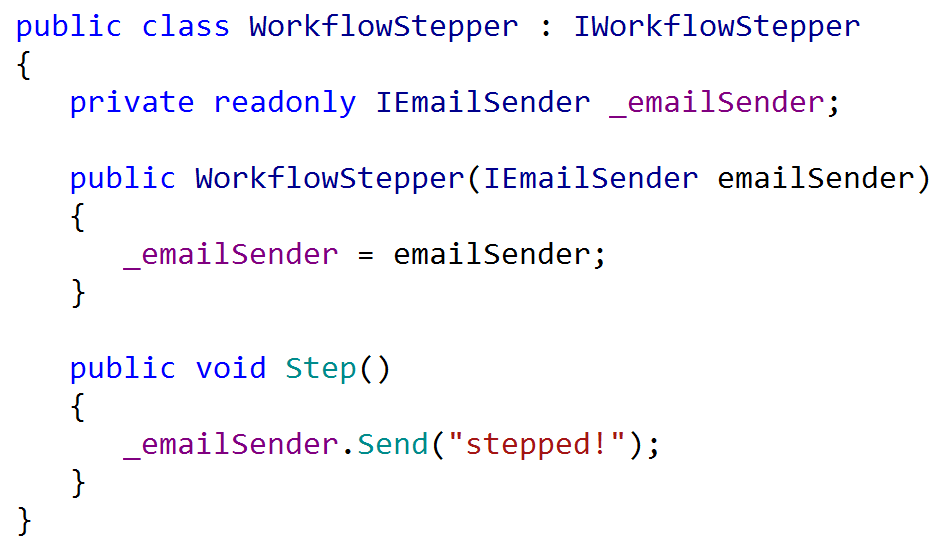 public class WorkflowStepper : IWorkflowStepper
{
   private readonly IEmailSender _emailSender;

   public WorkflowStepper(IEmailSender emailSender)
   {
      _emailSender = emailSender;
   }

   public void Step()
   {
      _emailSender.Send("stepped!");
   }
}